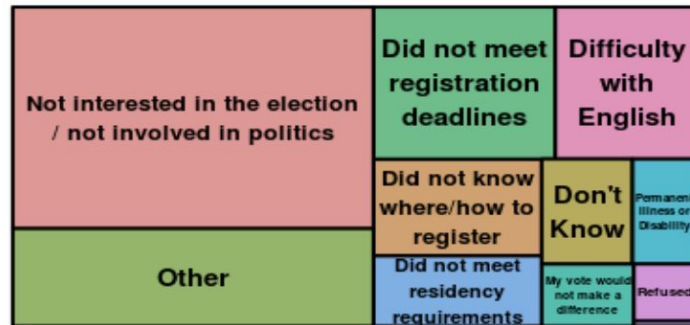 Not interested in the election
/ not involved in politics
Other
Did not meet
registration
deadlines
Difficulty
with
English
Did not know
where/how to
register
Did not meet
residency
requirements
Don't
Know
Permanent
Illness or
Disability
My vote would
not make a
difference
Refused